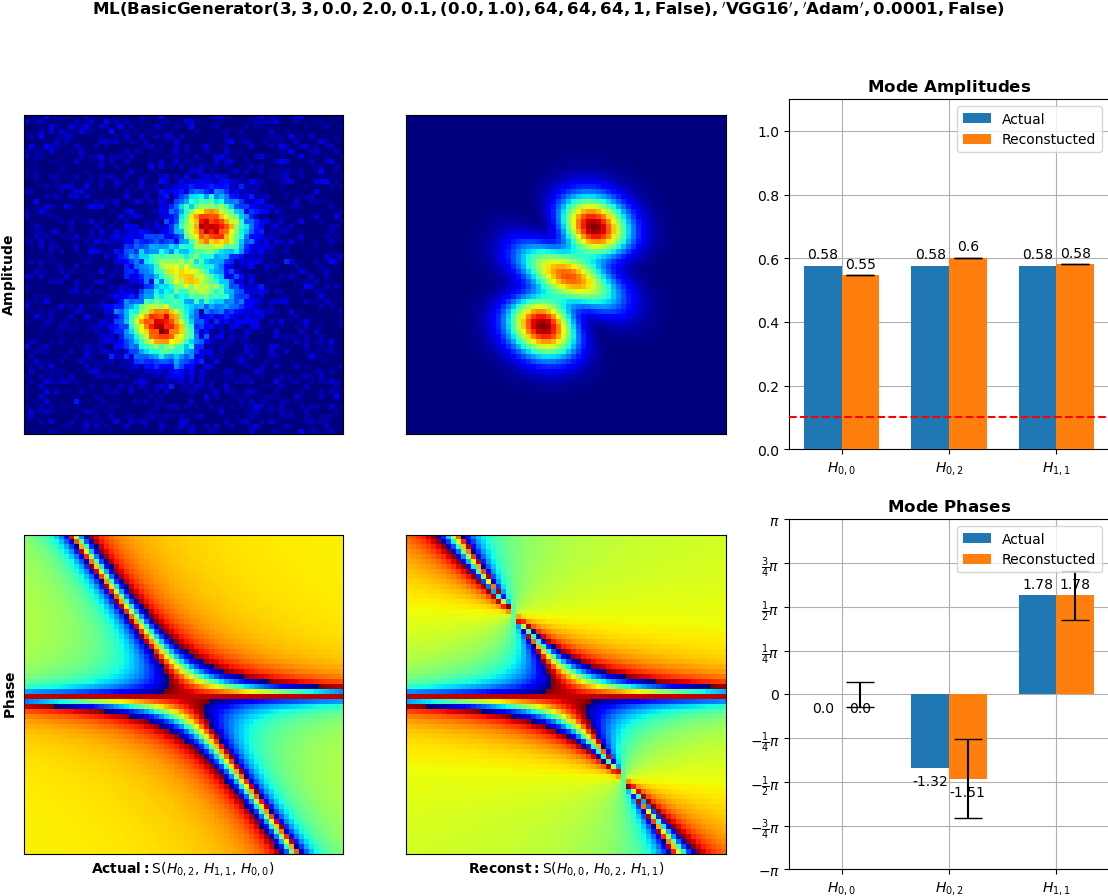 ML(BasicGenerator(3, 3, 0.0, 2.0, 0.1, (0.0, 1.0), 64, 64, 64, 1, False), ′VGG16′, ′Adam′, 0.0001, False)
Amplitude
Mode Amplitudes
Actual
Reconstucted
1.0
0.8
0.6
0.4
0.2
0.0
0.58
0.55
0.58
0.6
0.58
0.58
H0,0
H0,2
H1,1
Phase
Actual: S(H0,2, H1,1, H0,0)
Reconst: S(H0,0, H0,2, H1,1)
Mode Phases
Actual
Reconstucted
π
3/4π
1/2π
1/4π
0
−1/4π
−1/2π
−3/4π
−π
0.0
0.0
-1.32
-1.51
1.78
1.78
H0,0
H0,2
H1,1